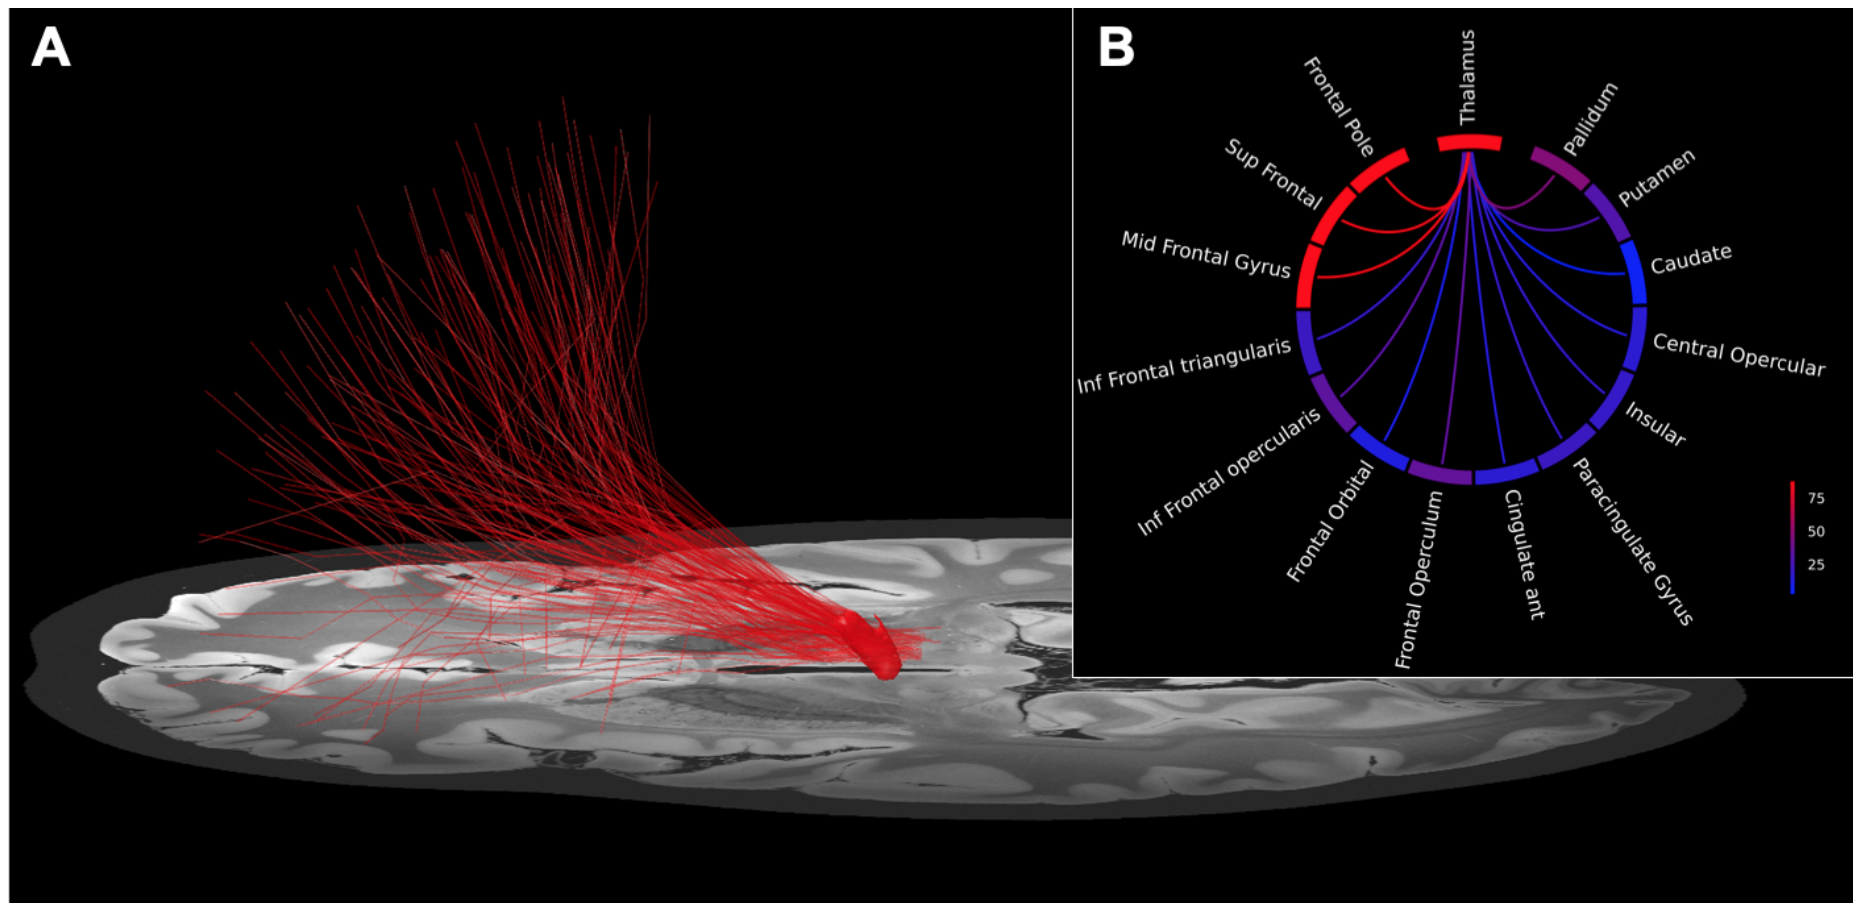 A
B
Thalamus
Pallidum
Putamen
Caudate
Central Opercular
Insular
Paracingulate Gyrus
Cingulate ant
Frontal Operculum
Frontal Orbital
Inf Frontal opercularis
Inf Frontal triangularis
Mid Frontal Gyrus
Sup Frontal
Frontal Pole
75
50
25